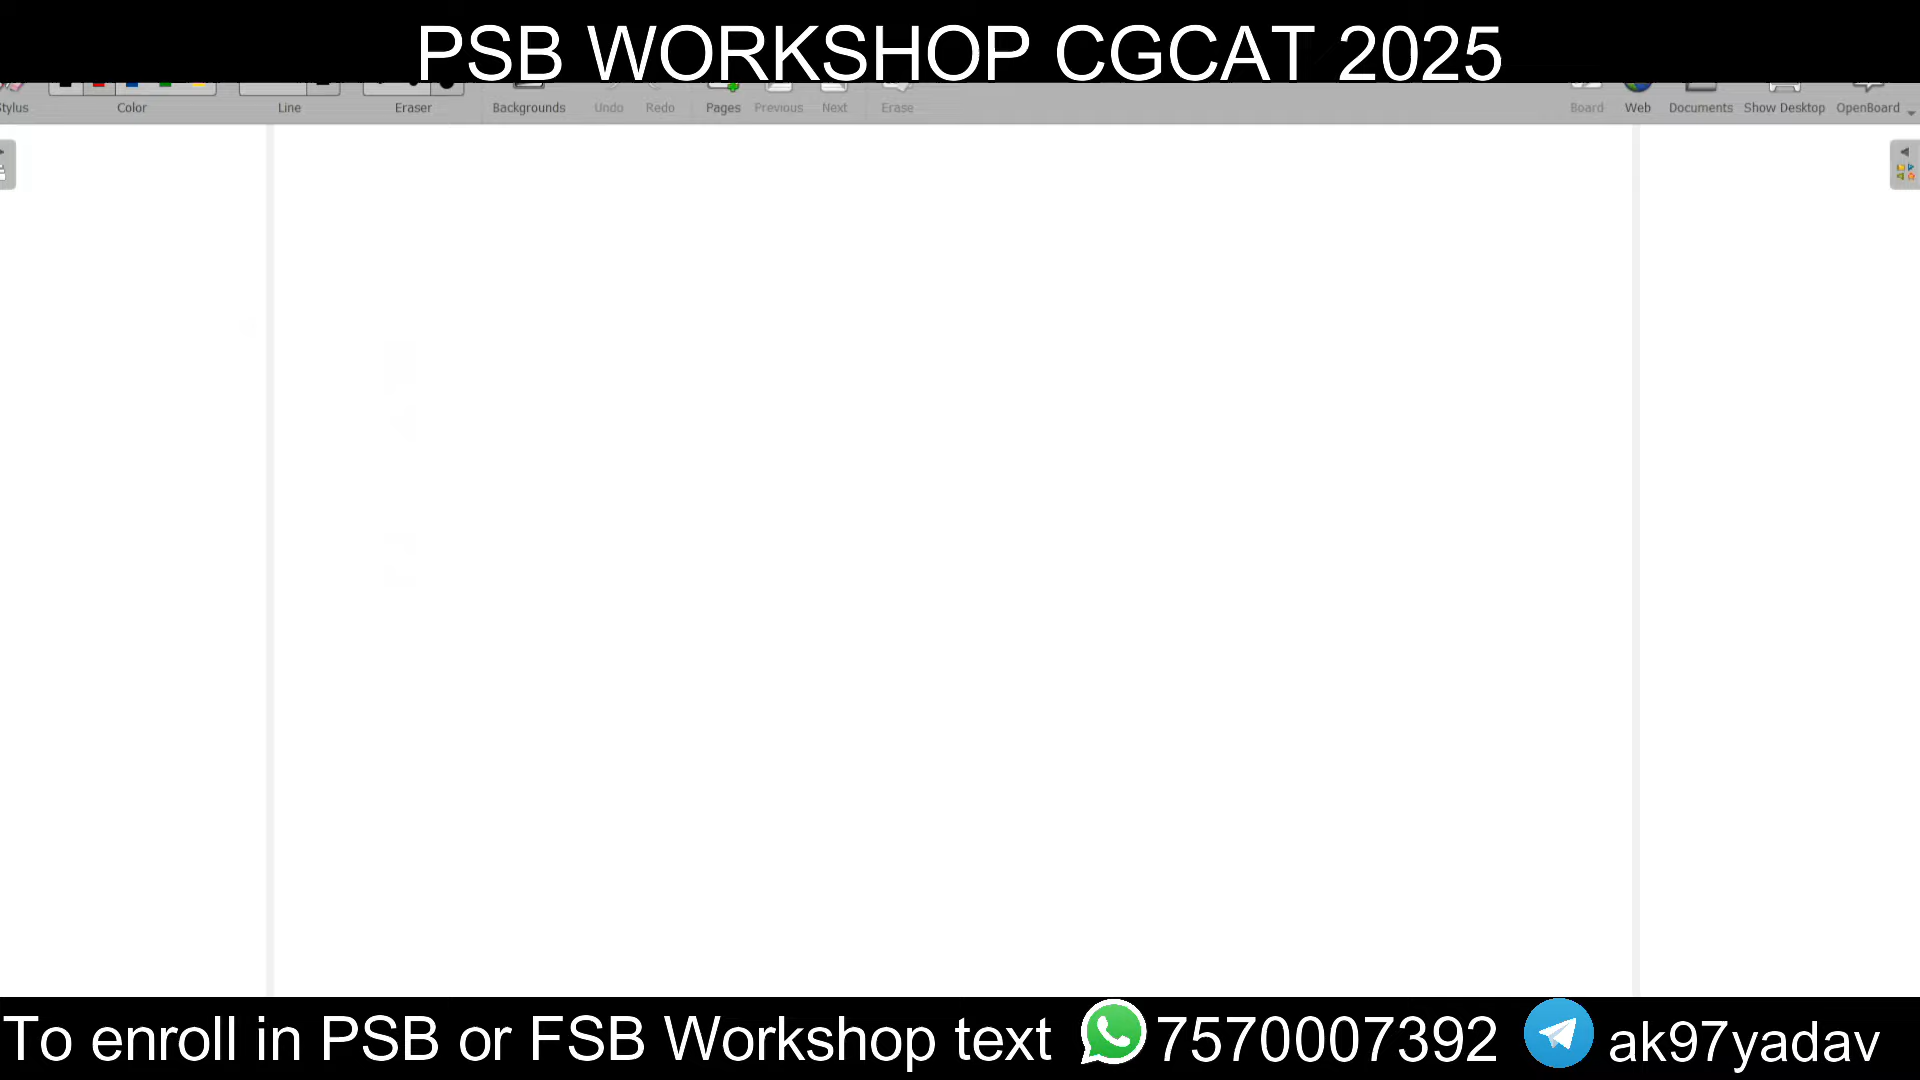 PSB WORKSHOP CGCAT 2025
Stylus Color Line Eraser Backgrounds Undo Redo Pages Previous Next Erase Board Web Documents Show Desktop OpenBoard
To enroll in PSB or FSB Workshop text 7570007392 ak97yadav